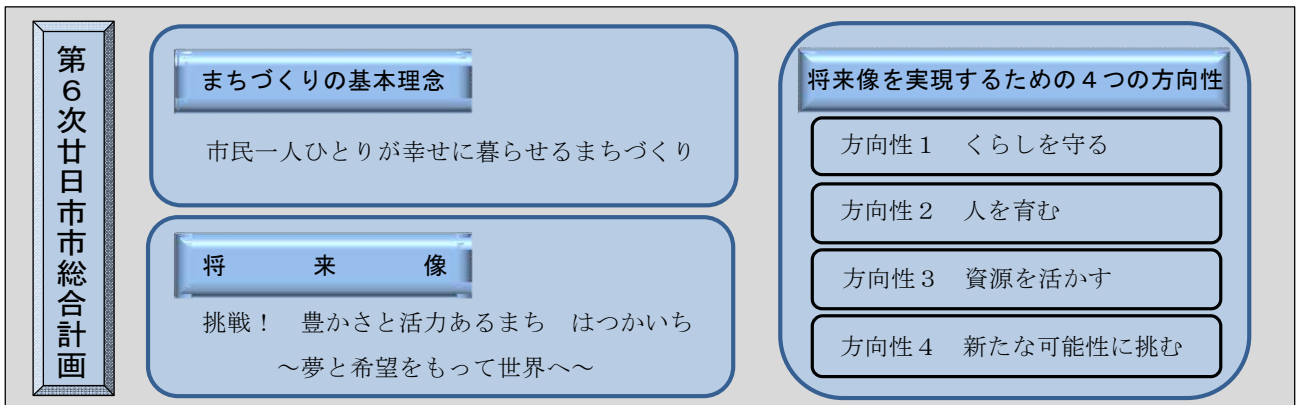 第６次廿日市市総合計画
まちづくりの基本理念
市民一人ひとりが幸せに暮らせるまちづくり
将来像
挑戦！　豊かさと活力あるまち　はつかいち
～夢と希望をもって世界へ～
将来像を実現するための４つの方向性
方向性１　くらしを守る
方向性２　人を育む
方向性３　資源を活かす
方向性４　新たな可能性に挑む